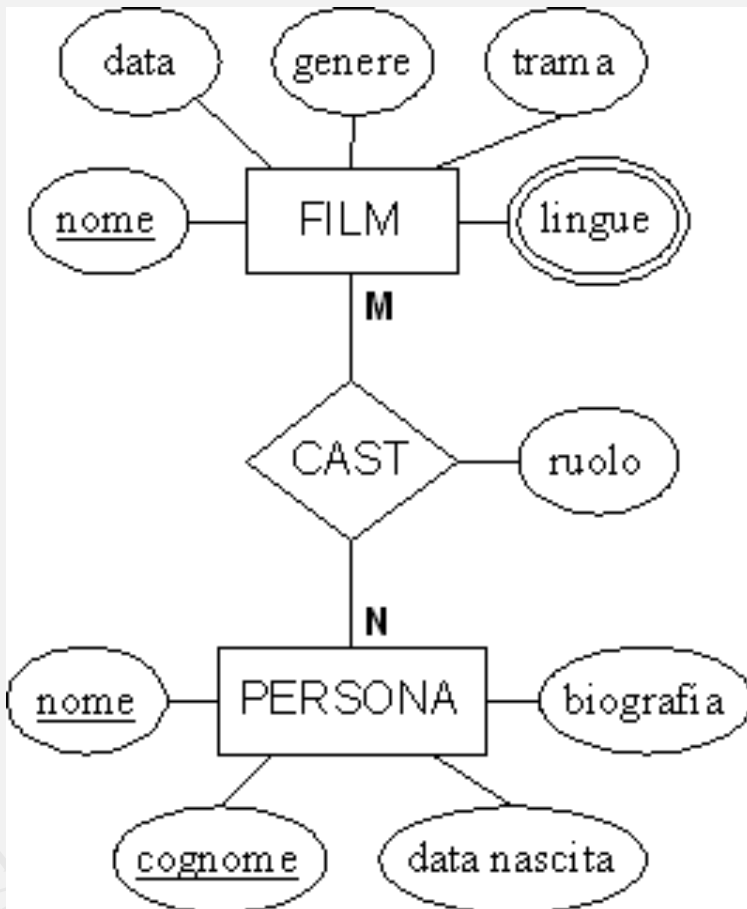 data
genere
trama
nome
FILM
lingue
M
CAST
ruolo
N
nome
PERSONA
biografia
cognome
data nascita